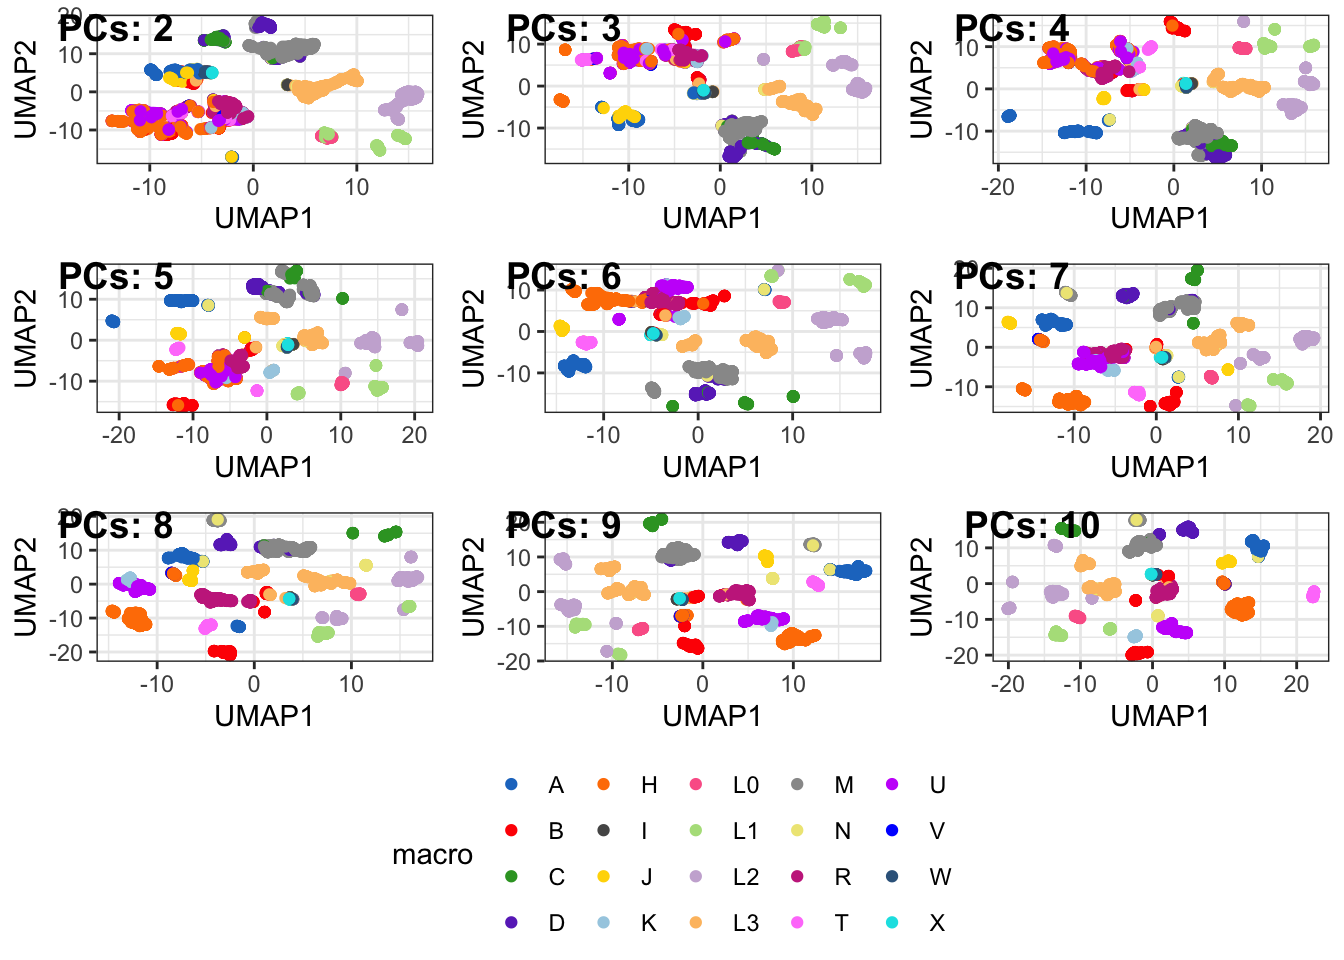 PCs: 2
PCs: 3
PCs: 4
20
10
0
-10
UMAP2
-10 0 10
UMAP1
10
0
-10
UMAP2
-10 0 10
UMAP1
10
0
-10
UMAP2
-20 -10 0 10
UMAP1
PCs: 5
PCs: 6
PCs: 7
10
0
-10
UMAP2
-20 -10 0 10 20
UMAP1
10
0
-10
UMAP2
-10 0 10
UMAP1
20
10
0
-10
UMAP2
-10 0 10 20
UMAP1
PCs: 8
PCs: 9
PCs: 10
20
10
0
-10
-20
UMAP2
-10 0 10
UMAP1
20
10
0
-10
-20
UMAP2
-10 0 10
UMAP1
10
0
-10
-20
UMAP2
-20 -10 0 10 20
UMAP1
macro
A H L0 M U
B I L1 N V
C J L2 R W
D K L3 T X